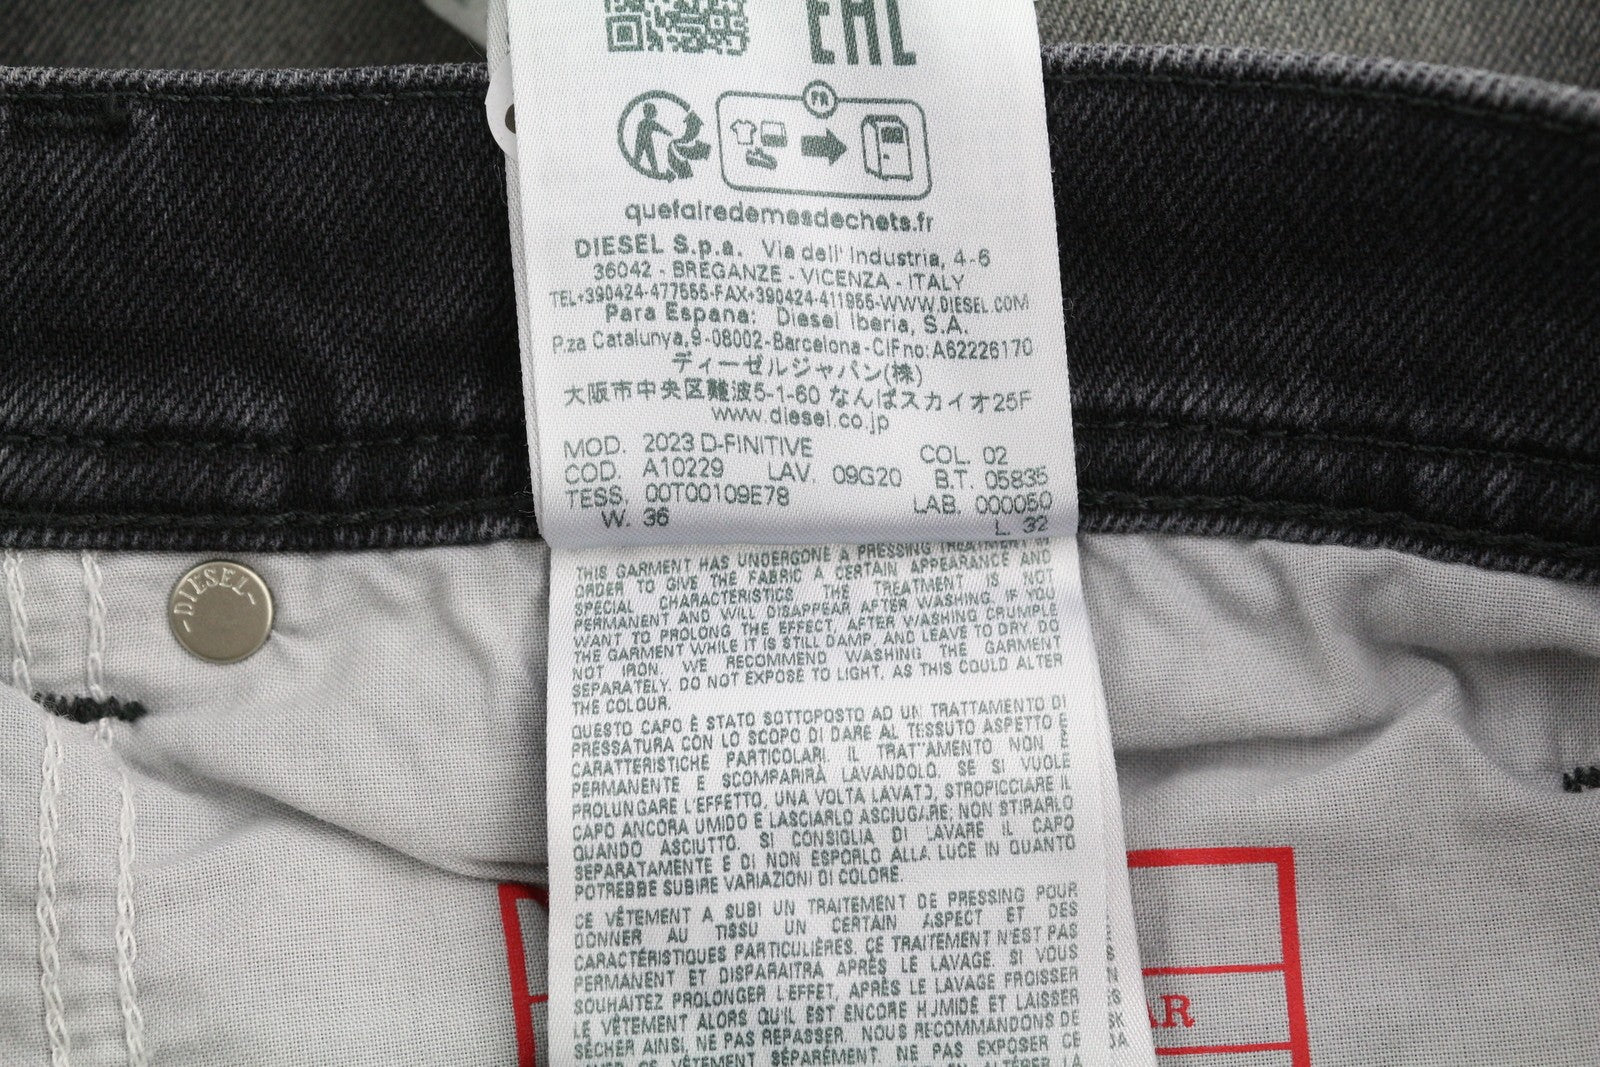 EAC
FR
quefairedemesdechets.fr
DIESEL S.p.a. Via dell' Industria, 4-6
36042 - BREGANZE - VICENZA - ITALY
TEL+390424-477555-FAX+390424-411955-WWW.DIESEL.COM
Para Espana: Diesel Iberia, S.A.
P.za Catalunya,9-08002-Barcelona-CIFno:A62226170
ディーゼルジャパン(株)
大阪市中央区難波5-1-60 なんばスカイオ25F
www.diesel.co.jp
MOD. 2023 D-FINITIVE COL. 02
COD. A10229 LAV. 09G20 B.T. 05835
TESS. 00T00109E78 LAB. 000050
W. 36 L. 32
THIS GARMENT HAS UNDERGONE A PRESSING TREATMENT IN
ORDER TO GIVE THE FABRIC A CERTAIN APPEARANCE AND
SPECIAL CHARACTERISTICS. THE TREATMENT IS NOT
PERMANENT AND WILL DISAPPEAR AFTER WASHING. IF YOU
WANT TO PROLONG THE EFFECT, AFTER WASHING CRUMPLE
THE GARMENT WHILE IT IS STILL DAMP, AND LEAVE TO DRY. DO
NOT IRON. WE RECOMMEND WASHING THE GARMENT
SEPARATELY. DO NOT EXPOSE TO LIGHT, AS THIS COULD ALTER
THE COLOUR.
QUESTO CAPO È STATO SOTTOPOSTO AD UN TRATTAMENTO DI
PRESSATURA CON LO SCOPO DI DARE AL TESSUTO ASPETTO E
CARATTERISTICHE PARTICOLARI. IL TRATTAMENTO NON È
PERMANENTE E SCOMPARIRÀ LAVANDOLO. SE SI VUOLE
PROLUNGARE L'EFFETTO, UNA VOLTA LAVATO, STROPICCIARE IL
CAPO ANCORA UMIDO E LASCIARLO ASCIUGARE; NON STIRARLO
QUANDO ASCIUTTO. SI CONSIGLIA DI LAVARE IL CAPO
SEPARATAMENTE E DI NON ESPORLO ALLA LUCE IN QUANTO
POTREBBE SUBIRE VARIAZIONI DI COLORE.
CE VÊTEMENT A SUBI UN TRAITEMENT DE PRESSING POUR
DONNER AU TISSU UN CERTAIN ASPECT ET DES
CARACTÉRISTIQUES PARTICULIÈRES. CE TRAITEMENT N'EST PAS
PERMANENT ET DISPARAITRA APRÈS LE LAVAGE. SI VOUS
SOUHAITEZ PROLONGER L'EFFET, APRÈS LE LAVAGE FROISSER
LE VÊTEMENT ALORS QU'IL EST ENCORE HUMIDE ET LAISSER
SÉCHER AINSI, NE PAS REPASSER. NOUS RECOMMANDONS DE
LAVER CE VÊTEMENT SÉPARÉMENT. NE PAS EXPOSER CE
EN ALTÉRER LA
-DIESEL-
AR